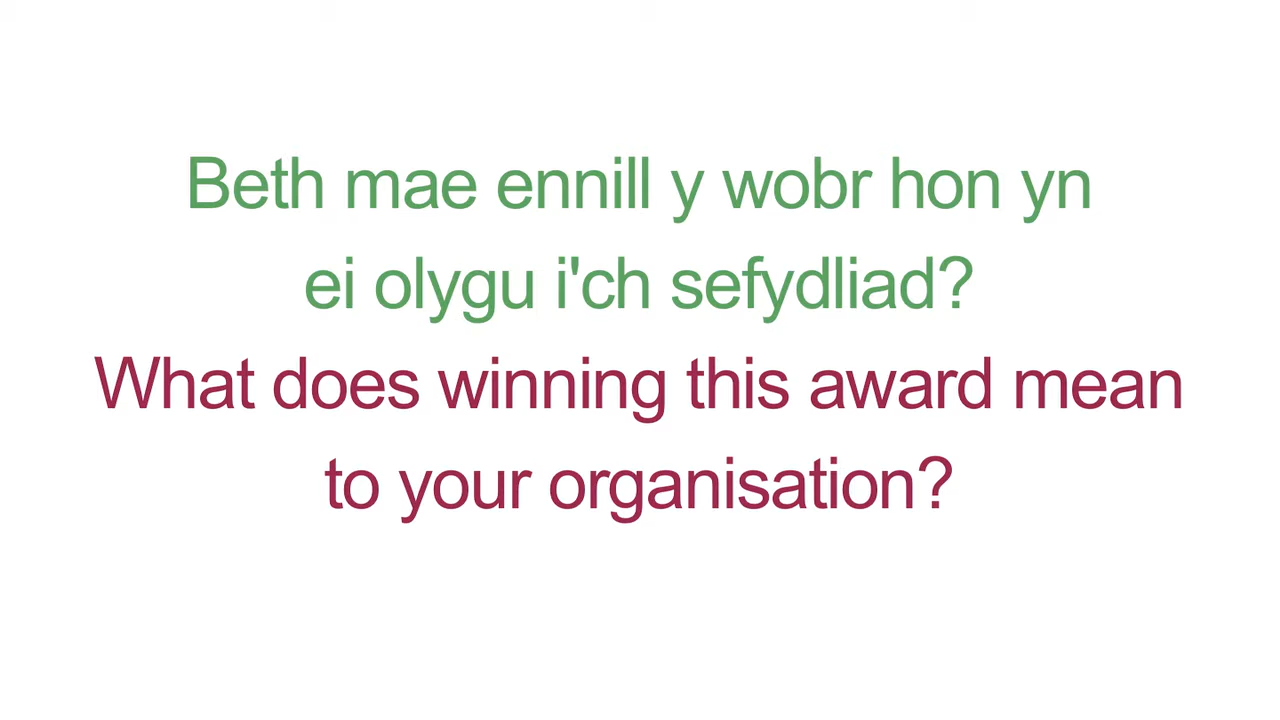 Beth mae ennill y wobr hon yn
ei olygu i'ch sefydliad?
What does winning this award mean
to your organisation?